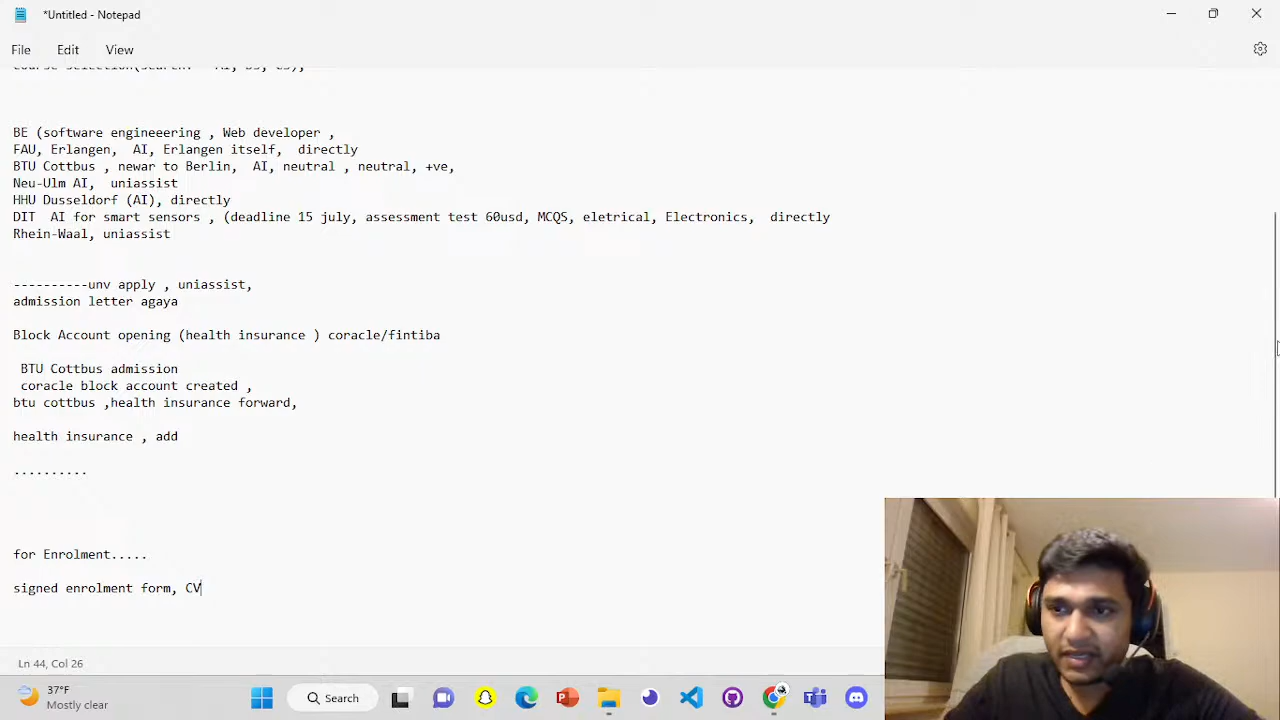 *Untitled - Notepad
File Edit View
BE (software engineeering , Web developer ,
FAU, Erlangen,  AI, Erlangen itself,  directly
BTU Cottbus , newar to Berlin,  AI, neutral , neutral, +ve,
Neu-Ulm AI,  uniassist
HHU Dusseldorf (AI), directly
DIT  AI for smart sensors , (deadline 15 july, assessment test 60usd, MCQS, eletrical, Electronics,  directly
Rhein-Waal, uniassist
----------unv apply , uniassist,
admission letter agaya
Block Account opening (health insurance ) coracle/fintiba
BTU Cottbus admission
coracle block account created ,
btu cottbus ,health insurance forward,
health insurance , add
..........
for Enrolment.....
signed enrolment form, CV
Ln 44, Col 26
37°F
Mostly clear
Search